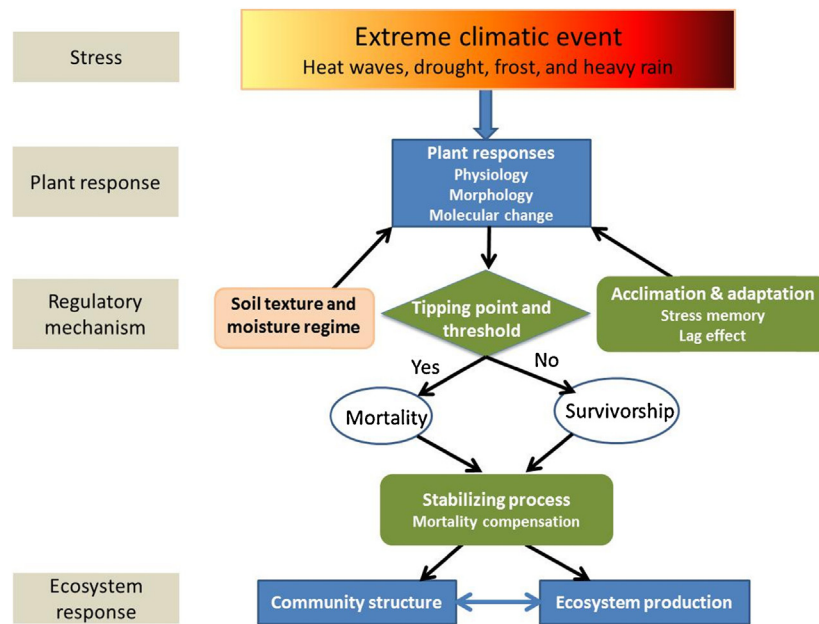 Stress
Extreme climatic event
Heat waves, drought, frost, and heavy rain
Plant response
Plant responses
Physiology
Morphology
Molecular change
Regulatory
mechanism
Soil texture and
moisture regime
Tipping point and
threshold
Acclimation & adaptation
Stress memory
Lag effect
Yes
No
Mortality
Survivorship
Stabilizing process
Mortality compensation
Ecosystem
response
Community structure
Ecosystem production